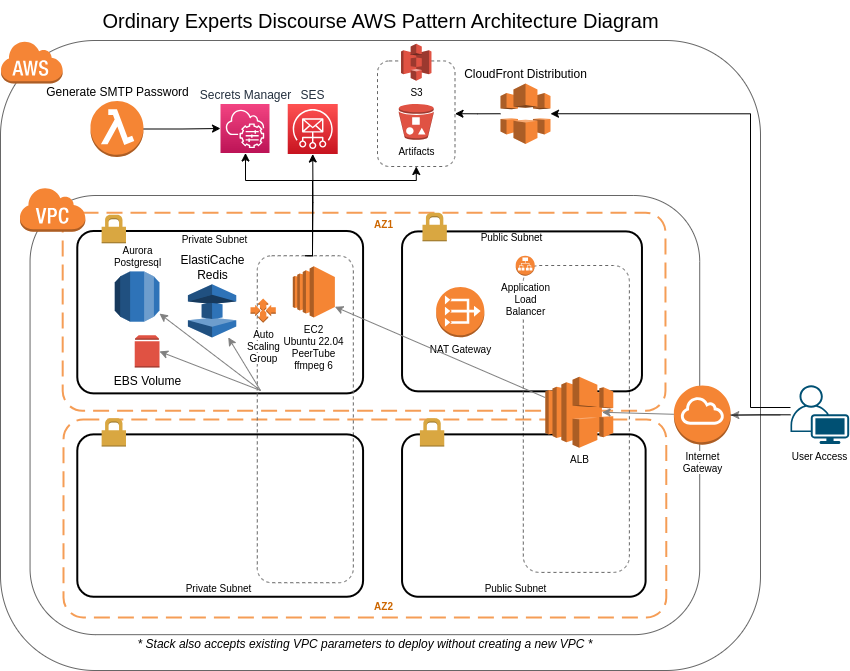 Ordinary Experts Discourse AWS Pattern Architecture Diagram
AWS
Generate SMTP Password
Secrets Manager
SES
S3
Artifacts
CloudFront Distribution
VPC
AZ1
Private Subnet
Public Subnet
Aurora
Postgresql
ElastiCache
Redis
Auto
Scaling
Group
EC2
Ubuntu 22.04
PeerTube
ffmpeg 6
EBS Volume
NAT Gateway
Application
Load
Balancer
ALB
Internet
Gateway
User Access
Private Subnet
Public Subnet
AZ2
* Stack also accepts existing VPC parameters to deploy without creating a new VPC *